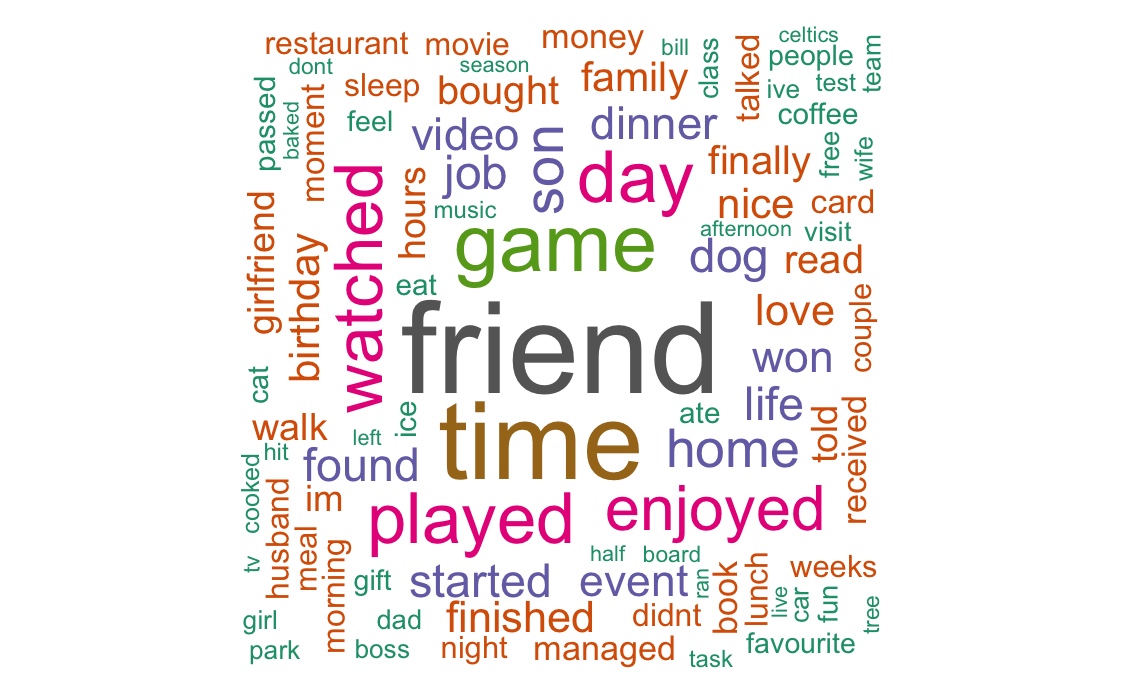 celtics
restaurant movie money bill class talked people team
dont season
passed baked moment sleep bought family ive test
feel video son dinner coffee
watched hours job day finally free wife
girlfriend music game nice card
birthday afternoon visit
eat dog read
friend love couple
cat won
ice time ate life told received
walk left
hit found home
cooked husband im
played enjoyed
tv meal morning half board
gift started event ran book lunch weeks
girl dad finished didnt live car fun tree
park boss night managed task favourite